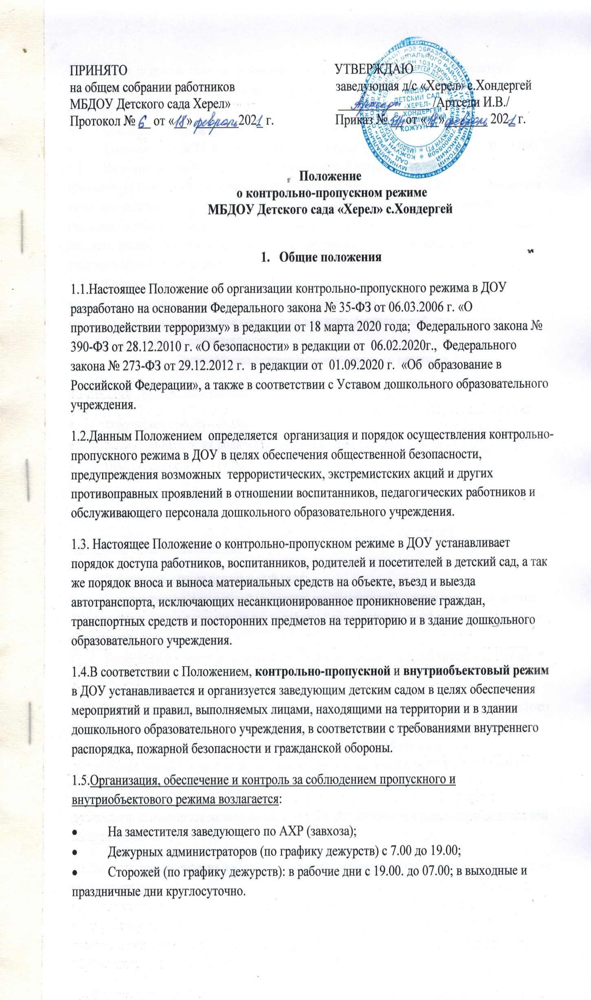 ПРИНЯТО
на общем собрании работников
МБДОУ Детского сада Херел»
Протокол № 6 от «18» февраль 2021 г.
УТВЕРЖДАЮ
заведующая д/с «Херел» с.Хондергей
Артседи /Артседи И.В./
Приказ № от «18» февраль 2021 г.
МБДОУ
ДЕТСКИЙ САД
«ХЕРЕЛ»
С. ХОНДЕРГЕЙ
КОЖУУН РТ
Положение
о контрольно-пропускном режиме
МБДОУ Детского сада «Херел» с.Хондергей
1. Общие положения
1.1.Настоящее Положение об организации контрольно-пропускного режима в ДОУ
разработано на основании Федерального закона № 35-ФЗ от 06.03.2006 г. «О
противодействии терроризму» в редакции от 18 марта 2020 года; Федерального закона №
390-ФЗ от 28.12.2010 г. «О безопасности» в редакции от 06.02.2020г., Федерального
закона № 273-ФЗ от 29.12.2012 г. в редакции от 01.09.2020 г. «Об образование в
Российской Федерации», а также в соответствии с Уставом дошкольного образовательного
учреждения.
1.2.Данным Положением определяется организация и порядок осуществления контрольно-
пропускного режима в ДОУ в целях обеспечения общественной безопасности,
предупреждения возможных террористических, экстремистских акций и других
противоправных проявлений в отношении воспитанников, педагогических работников и
обслуживающего персонала дошкольного образовательного учреждения.
1.3. Настоящее Положение о контрольно-пропускном режиме в ДОУ устанавливает
порядок доступа работников, воспитанников, родителей и посетителей в детский сад, а так
же порядок вноса и выноса материальных средств на объекте, въезд и выезда
автотранспорта, исключающих несанкционированное проникновение граждан,
транспортных средств и посторонних предметов на территорию и в здание дошкольного
образовательного учреждения.
1.4.В соответствии с Положением, контрольно-пропускной и внутриобъектовый режим
в ДОУ устанавливается и организуется заведующим детским садом в целях обеспечения
мероприятий и правил, выполняемых лицами, находящими на территории и в здании
дошкольного образовательного учреждения, в соответствии с требованиями внутреннего
распорядка, пожарной безопасности и гражданской обороны.
1.5.Организация, обеспечение и контроль за соблюдением пропускного и
внутриобъектового режима возлагается:
• На заместителя заведующего по АХР (завхоза);
• Дежурных администраторов (по графику дежурств) с 7.00 до 19.00;
• Сторожей (по графику дежурств): в рабочие дни с 19.00. до 07.00; в выходные и
праздничные дни круглосуточно.